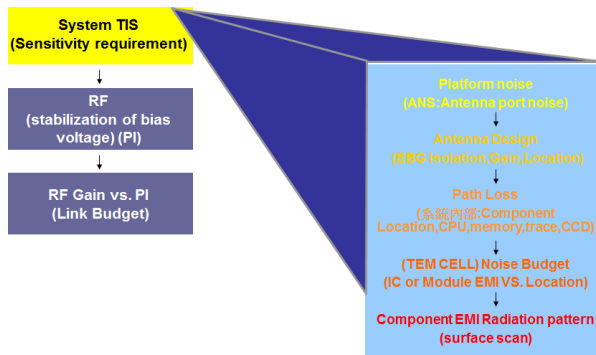 System TIS
(Sensitivity requirement)
RF
(stabilization of bias
voltage) (PI)
RF Gain vs. PI
(Link Budget)
Platform noise
(ANS:Antenna port noise)
Antenna Design
(EBG Isolation,Gain,Location)
Path Loss
(系統內部:Component
Location,CPU,memory,trace,CCD)
(TEM CELL) Noise Budget
(IC or Module EMI VS. Location)
Component EMI Radiation pattern
(surface scan)